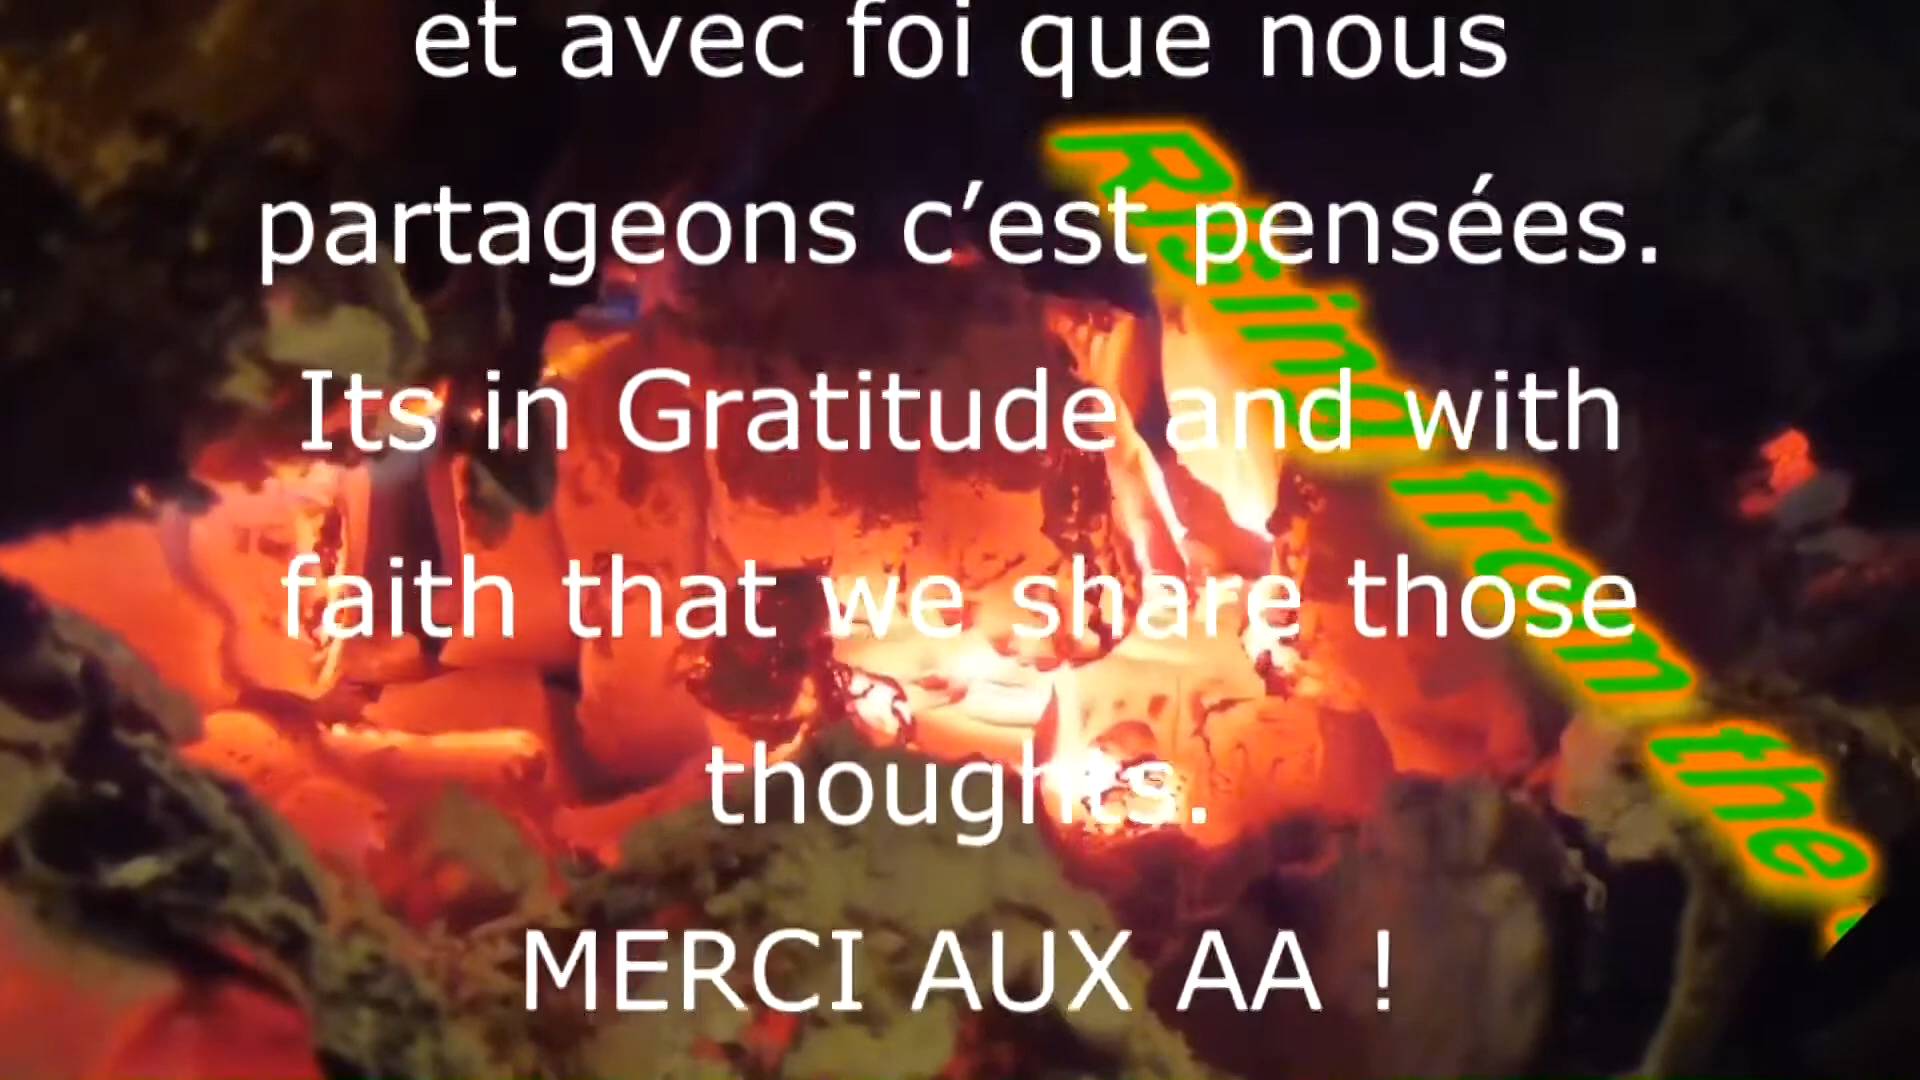 et avec foi que nous
partageons c’est pensées.
Its in Gratitude and with
faith that we share those
thoughts.
MERCI AUX AA !
Rising from the